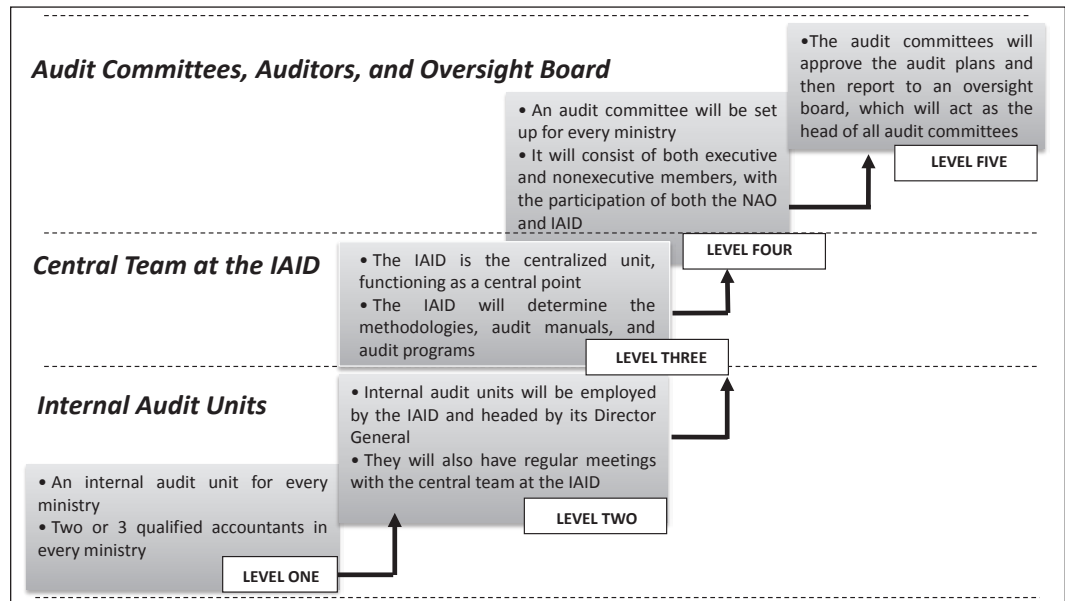 Audit Committees, Auditors, and Oversight Board
•The audit committees will
approve the audit plans and
then report to an oversight
board, which will act as the
head of all audit committees
LEVEL FIVE
• An audit committee will be set
up for every ministry
• It will consist of both executive
and nonexecutive members, with
the participation of both the NAO
and IAID
LEVEL FOUR
Central Team at the IAID
• The IAID is the centralized unit,
functioning as a central point
• The IAID will determine the
methodologies, audit manuals, and
audit programs
LEVEL THREE
Internal Audit Units
• Internal audit units will be employed
by the IAID and headed by its Director
General
• They will also have regular meetings
with the central team at the IAID
LEVEL TWO
• An internal audit unit for every
ministry
• Two or 3 qualified accountants in
every ministry
LEVEL ONE